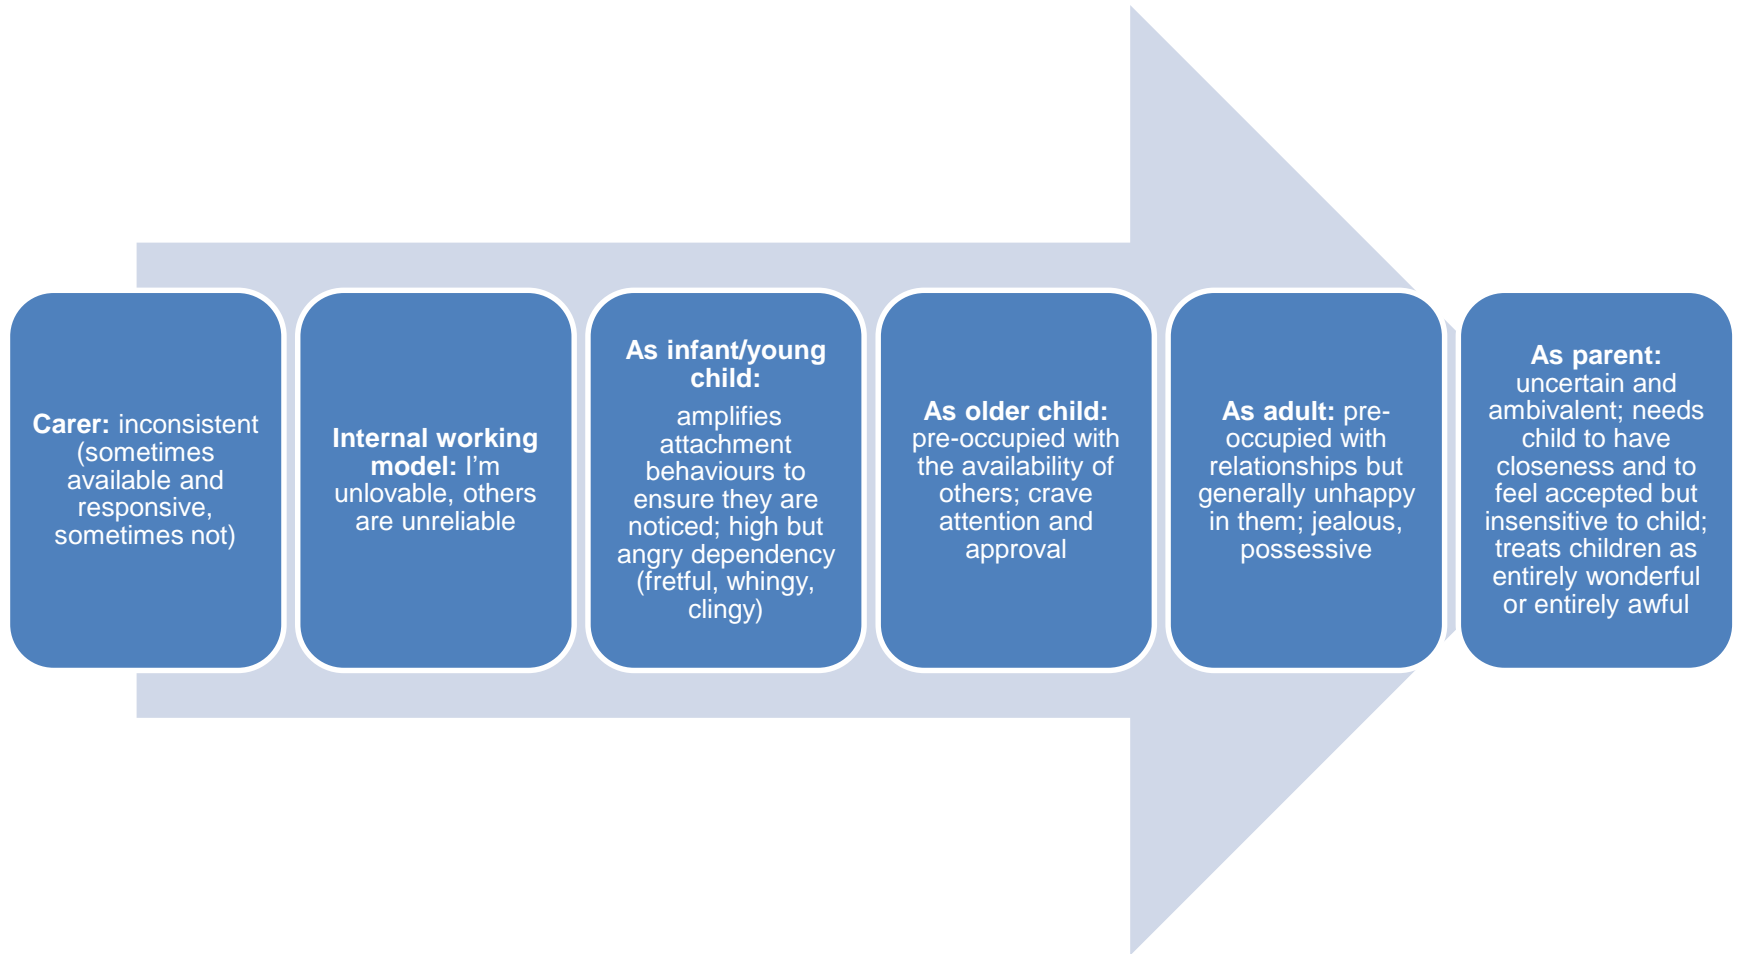 Carer: inconsistent
(sometimes
available and
responsive,
sometimes not)
Internal working
model: I’m
unlovable, others
are unreliable
As infant/young
child:
amplifies
attachment
behaviours to
ensure they are
noticed; high but
angry dependency
(fretful, whingy,
clingy)
As older child:
pre-occupied with
the availability of
others; crave
attention and
approval
As adult: pre-
occupied with
relationships but
generally unhappy
in them; jealous,
possessive
As parent:
uncertain and
ambivalent; needs
child to have
closeness and to
feel accepted but
insensitive to child;
treats children as
entirely wonderful
or entirely awful